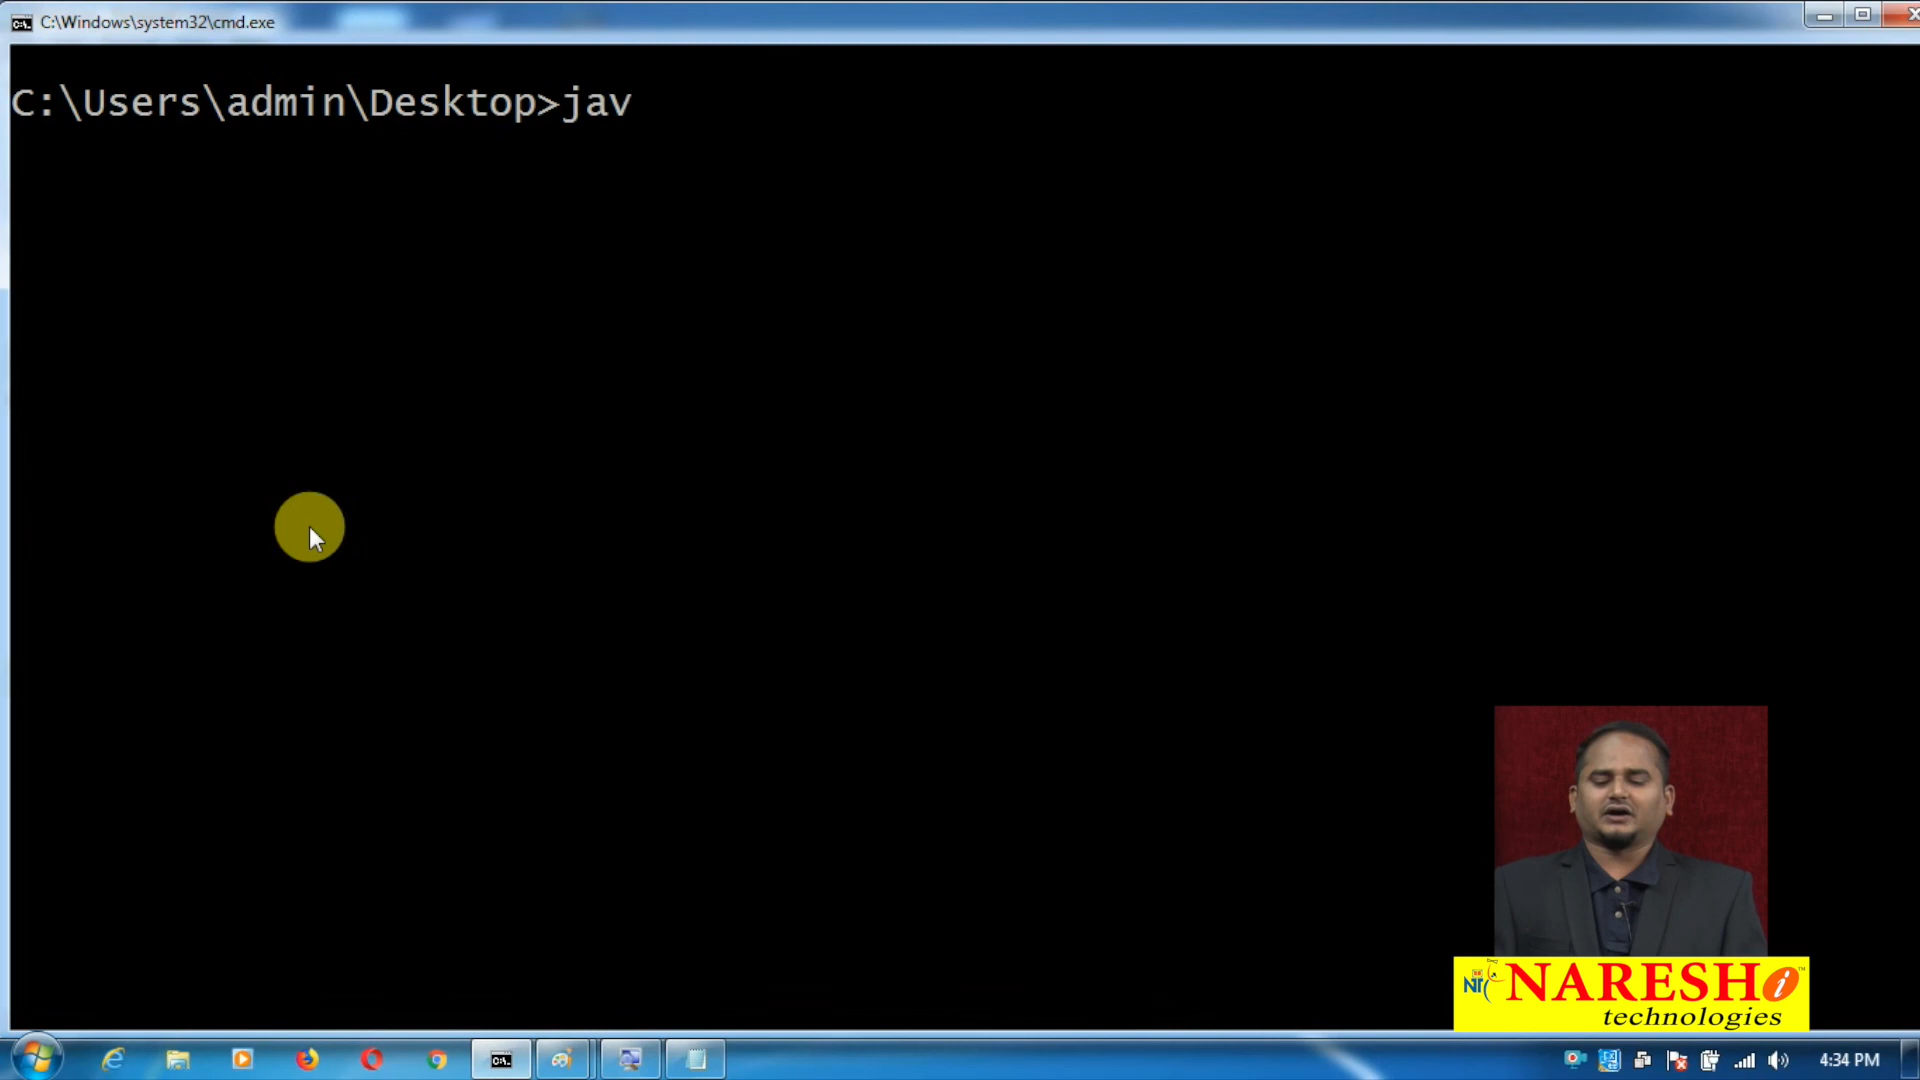 C:\Windows\system32\cmd.exe
C:\Users\admin\Desktop>jav
NARESH i
technologies
4:34 PM